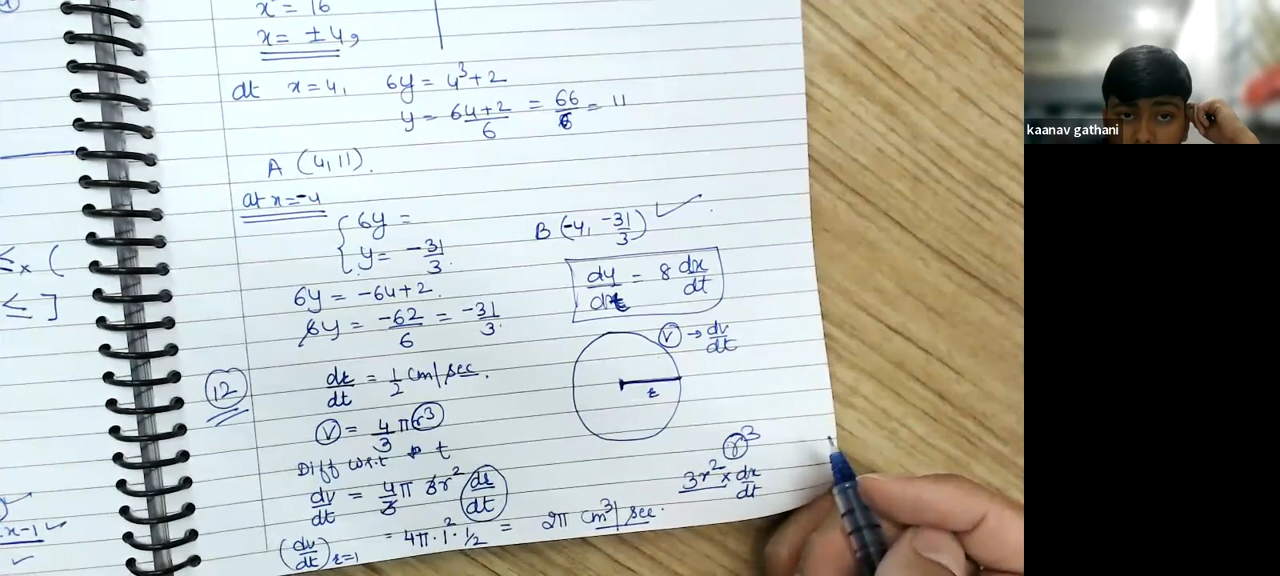 x² = 16
x = ± 4,
at x = 4, 6y = 4³ + 2
y = 64+2/6 = 66/6 = 11
A (4, 11).
at x = -4
6y =
y = -31/3.
B (-4, -31/3) ✓
6y = -64 + 2.
6y = -62/6 = -31/3.
dy/dt = 8 dx/dt
12
dr/dt = 1/2 cm/sec.
V → dv/dt
r
V = 4/3 πr³
Diff w.r.t t
r³
3r² × dr/dt
dv/dt = 4/3 π 3r² dr/dt
(dv/dt) r=1 = 4π · 1² · 1/2 = 2π cm³/sec.
≤x (
≤ ]
x-1 ✓
kaanav gathani